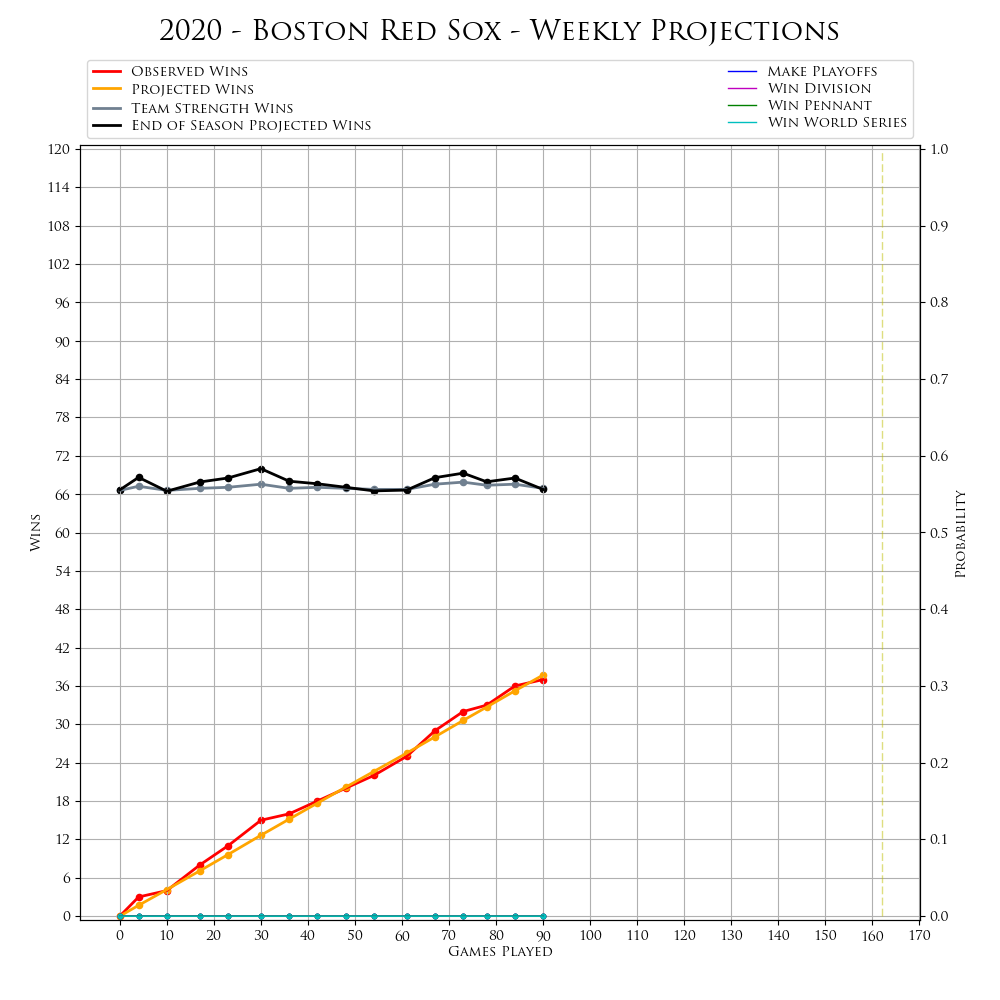 2020 - Boston Red Sox - Weekly Projections
Observed Wins
Projected Wins
Team Strength Wins
End of Season Projected Wins
Make Playoffs
Win Division
Win Pennant
Win World Series
120
114
108
102
96
90
84
78
72
66
60
54
48
42
36
30
24
18
12
6
0
Wins
1.0
0.9
0.8
0.7
0.6
0.5
0.4
0.3
0.2
0.1
0.0
Probability
0 10 20 30 40 50 60 70 80 90 100 110 120 130 140 150 160 170
Games Played